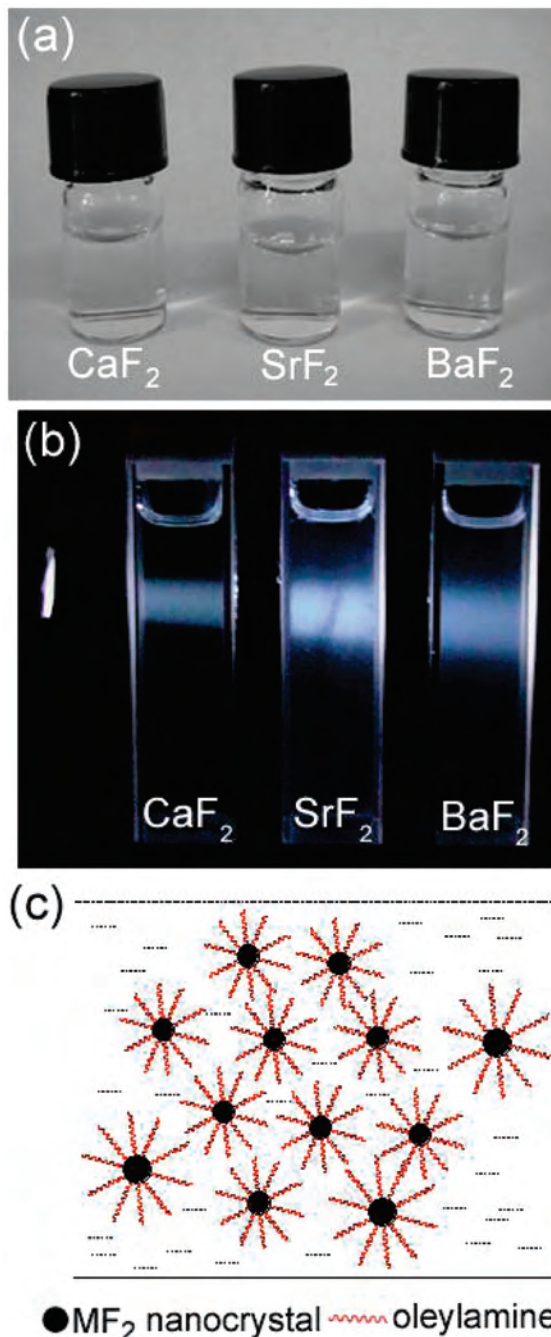 (a)
CaF₂ SrF₂ BaF₂
(b)
CaF₂ SrF₂ BaF₂
(c)
MF₂ nanocrystal oleylamine